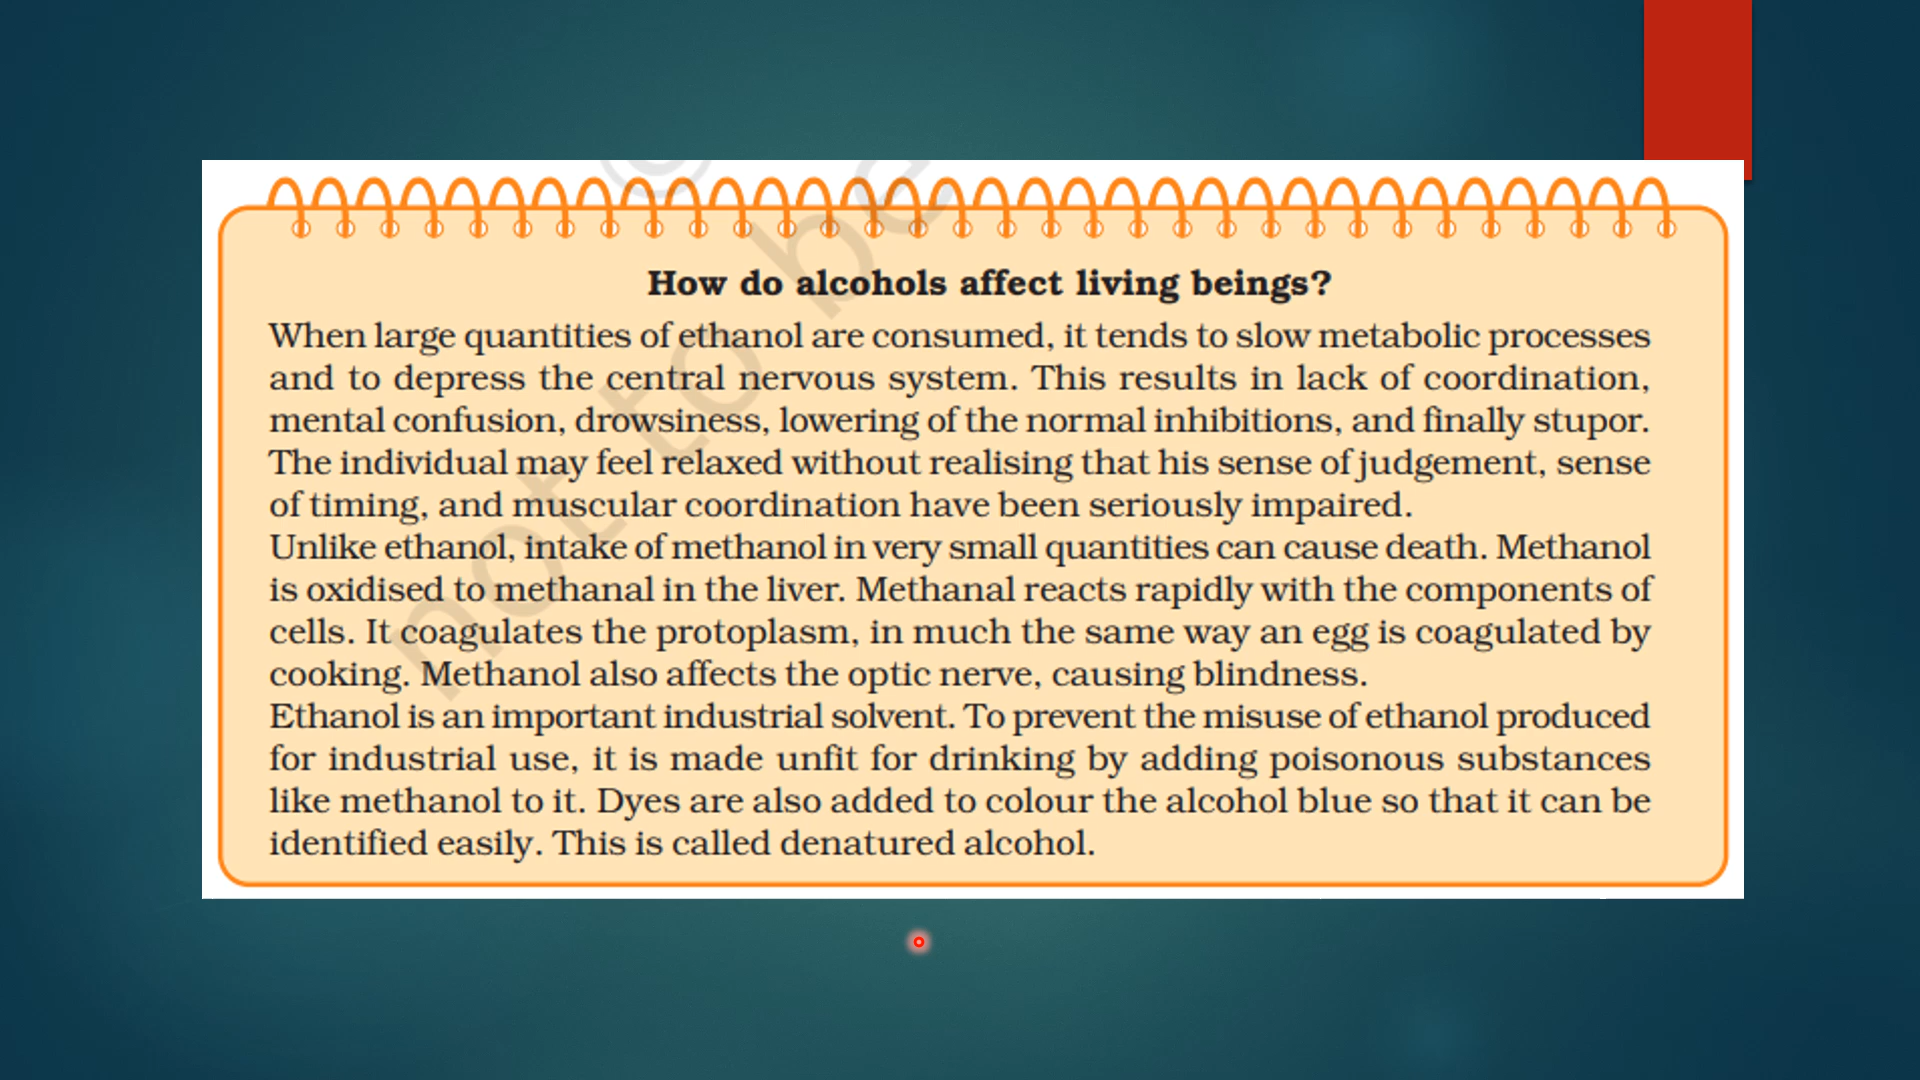 How do alcohols affect living beings?
When large quantities of ethanol are consumed, it tends to slow metabolic processes
and to depress the central nervous system. This results in lack of coordination,
mental confusion, drowsiness, lowering of the normal inhibitions, and finally stupor.
The individual may feel relaxed without realising that his sense of judgement, sense
of timing, and muscular coordination have been seriously impaired.
Unlike ethanol, intake of methanol in very small quantities can cause death. Methanol
is oxidised to methanal in the liver. Methanal reacts rapidly with the components of
cells. It coagulates the protoplasm, in much the same way an egg is coagulated by
cooking. Methanol also affects the optic nerve, causing blindness.
Ethanol is an important industrial solvent. To prevent the misuse of ethanol produced
for industrial use, it is made unfit for drinking by adding poisonous substances
like methanol to it. Dyes are also added to colour the alcohol blue so that it can be
identified easily. This is called denatured alcohol.
©
not to be